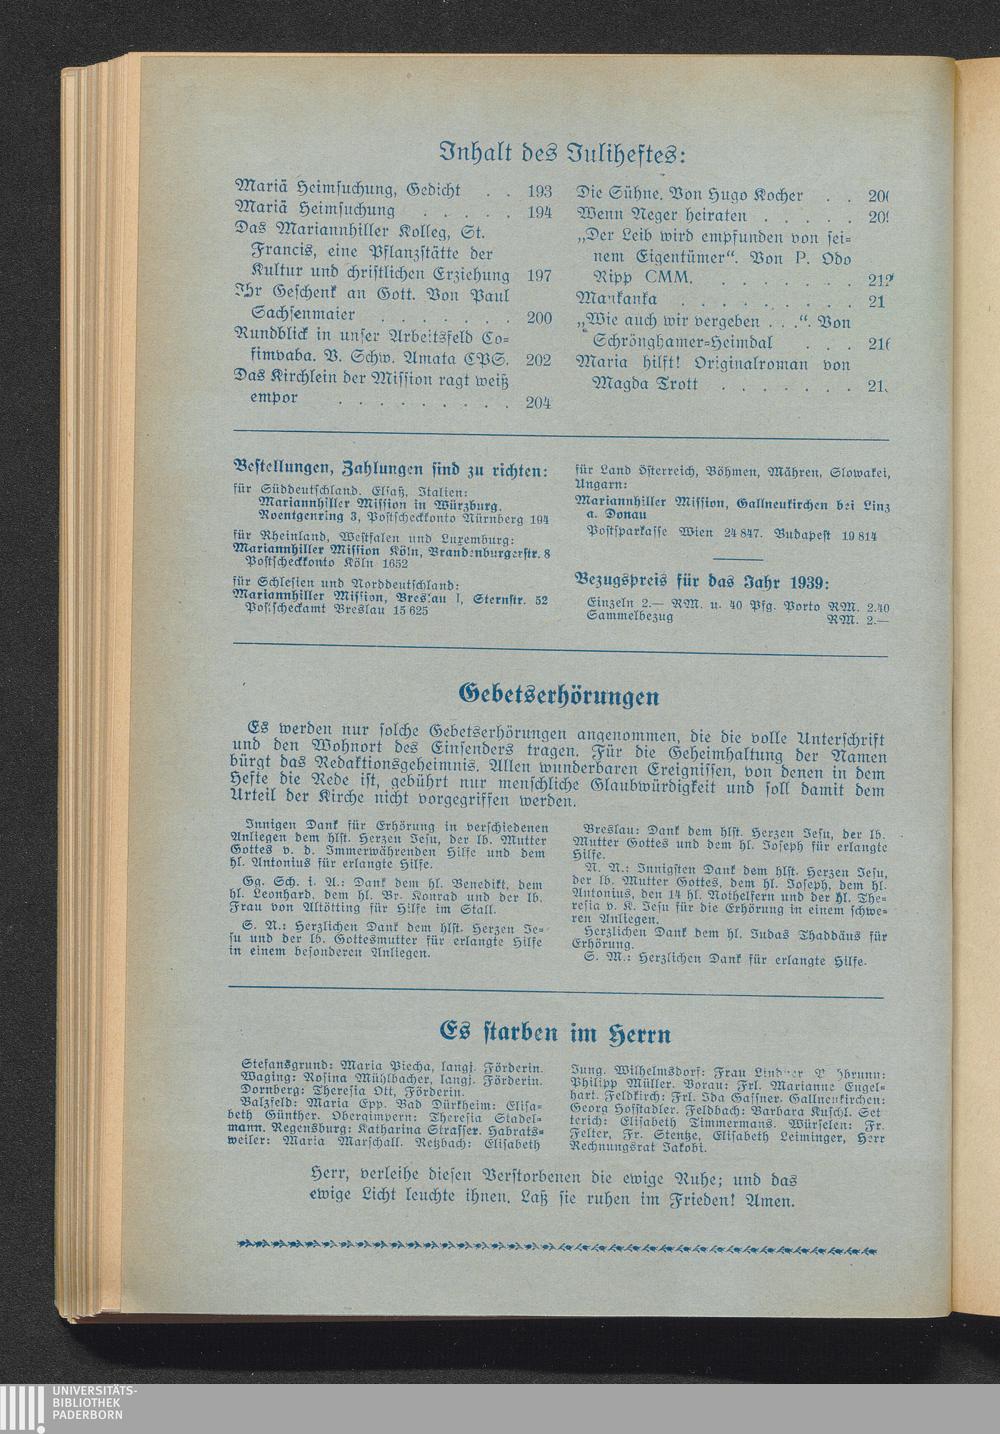 Inhalt des Juliheftes:
Mariä Heimsuchung, Gedicht . . 193
Mariä Heimsuchung . . . . . 194
Das Mariannhiller Kolleg, St.
Francis, eine Pflanzstätte der
Kultur und christlichen Erziehung 197
Ihr Geschenk an Gott. Von Paul
Sachsenmaier . . . . . . . 200
Rundblick in unser Arbeitsfeld Co-
fimvaba. V. Schw. Amata CPS. 202
Das Kirchlein der Mission ragt weiß
empor . . . . . . . . . 204
Die Sühne. Von Hugo Kocher . . 20
Wenn Neger heiraten . . . . . 20
„Der Leib wird empfunden von sei-
nem Eigentümer“. Von P. Odo
Ripp CMM. . . . . . . . 212
Maukanka . . . . . . . . . 21
„Wie auch wir vergeben . . .“. Von
Schrönghamer-Heimdal . . . 21
Maria hilft! Originalroman von
Magda Trott . . . . . . . 21
Bestellungen, Zahlungen sind zu richten:
für Süddeutschland, Elsaß, Italien:
Mariannhiller Mission in Würzburg,
Roentgenring 3, Postscheckkonto Nürnberg 194
für Rheinland, Westfalen und Luxemburg:
Mariannhiller Mission Köln, Brandenburgerstr. 8
Postscheckkonto Köln 1652
für Schlesien und Norddeutschland:
Mariannhiller Mission, Breslau I, Sternstr. 52
Postscheckamt Breslau 15 625
für Land Österreich, Böhmen, Mähren, Slowakei,
Ungarn:
Mariannhiller Mission, Gallneukirchen bei Linz
a. Donau
Postsparkasse Wien 24 847. Budapest 19 814
Bezugspreis für das Jahr 1939:
Einzeln 2.— RM. u. 40 Pfg. Porto RM. 2.40
Sammelbezug RM. 2.—
Gebetserhörungen
Es werden nur solche Gebetserhörungen angenommen, die die volle Unterschrift
und den Wohnort des Einsenders tragen. Für die Geheimhaltung der Namen
bürgt das Redaktionsgeheimnis. Allen wunderbaren Ereignissen, von denen in dem
Hefte die Rede ist, gebührt nur menschliche Glaubwürdigkeit und soll damit dem
Urteil der Kirche nicht vorgegriffen werden.
Innigen Dank für Erhörung in verschiedenen
Anliegen dem hlst. Herzen Jesu, der lb. Mutter
Gottes v. d. Immerwährenden Hilfe und dem
hl. Antonius für erlangte Hilfe.
Gg. Sch. i. A.: Dank dem hl. Benedikt, dem
hl. Leonhard, dem hl. Br. Konrad und der lb.
Frau von Altötting für Hilfe im Stall.
S. N.: Herzlichen Dank dem hlst. Herzen Je-
su und der lb. Gottesmutter für erlangte Hilfe
in einem besonderen Anliegen.
Breslau: Dank dem hlst. Herzen Jesu, der lb.
Mutter Gottes und dem hl. Joseph für erlangte
Hilfe.
N. N.: Innigsten Dank dem hlst. Herzen Jesu,
der lb. Mutter Gottes, dem hl. Joseph, dem hl.
Antonius, den 14 hl. Nothelfern und der hl. The-
resia v. K. Jesu für die Erhörung in einem schwe-
ren Anliegen.
Herzlichen Dank dem hl. Judas Thaddäus für
Erhörung.
S. M.: Herzlichen Dank für erlangte Hilfe.
Es starben im Herrn
Stefansgrund: Maria Piecha, langj. Förderin.
Waging: Rosina Mühlbacher, langj. Förderin.
Dornberg: Theresia Ott, Förderin.
Balzfeld: Maria Epp. Bad Dürkheim: Elisa-
beth Günther. Obergimpern: Theresia Stadel-
mann. Regensburg: Katharina Strasser. Habrats-
weiler: Maria Marschall. Retzbach: Elisabeth
Jung. Wilhelmsdorf: Frau
Philipp Müller. Vorau: Frl. Marianne Engel-
hart. Feldkirch: Frl. Ida Gassner. Gallneukirchen:
Georg Hofstadler. Feldbach: Barbara Kuschl. Set
terich: Elisabeth Timmermans. Würselen: Fr.
Felter, Fr. Stentze, Elisabeth Leiminger, Herr
Rechnungsrat Jakobi.
Herr, verleihe diesen Verstorbenen die ewige Ruhe; und das
ewige Licht leuchte ihnen. Laß sie ruhen im Frieden! Amen.
UNIVERSITÄTS-
BIBLIOTHEK
PADERBORN